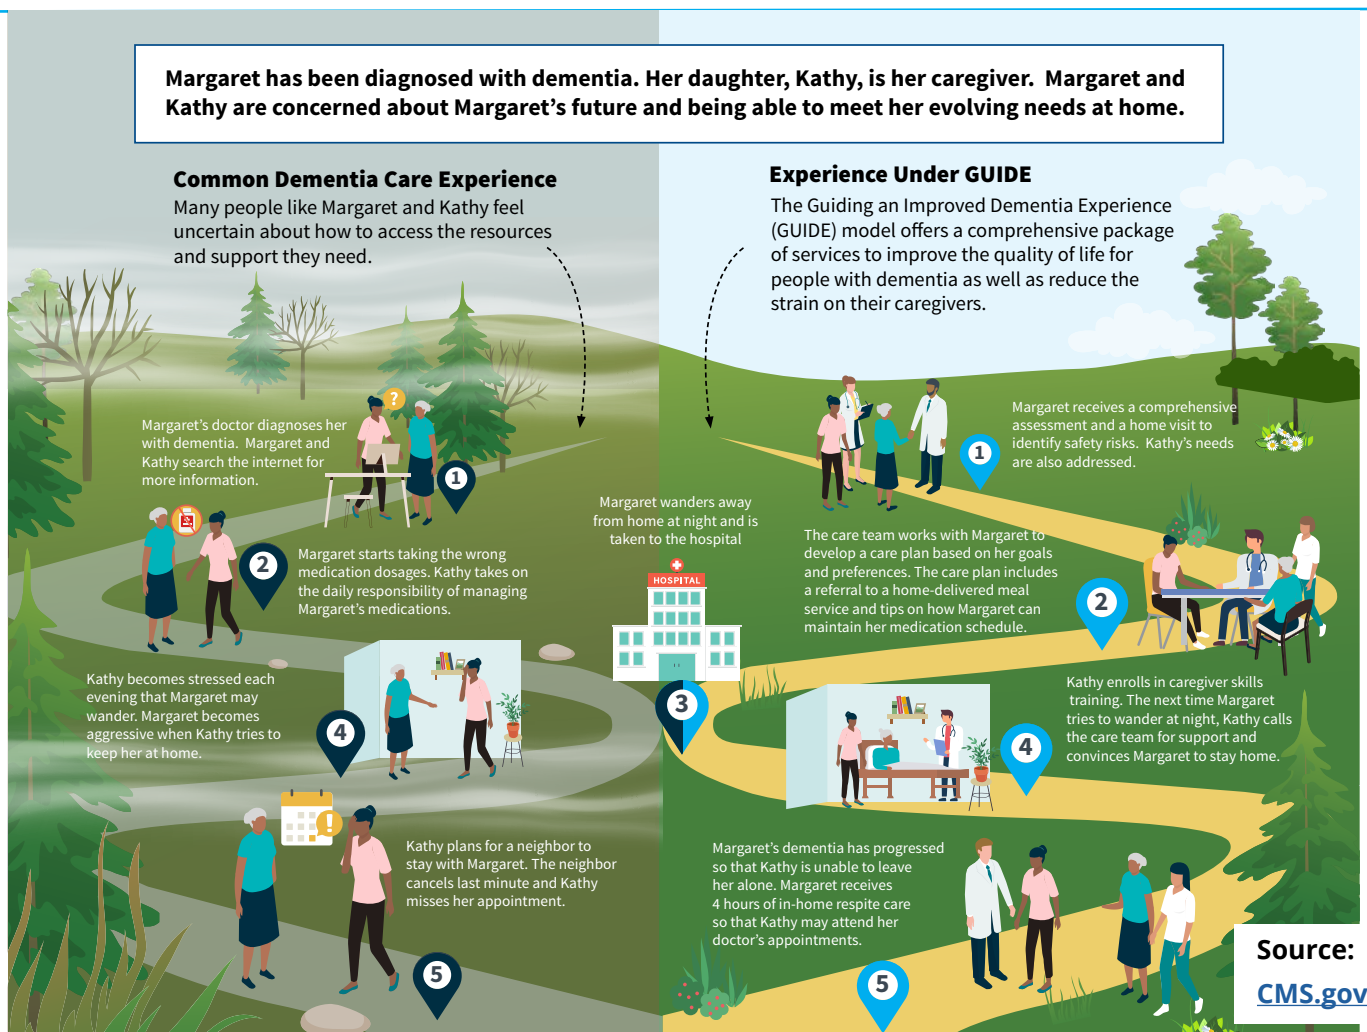 Margaret has been diagnosed with dementia. Her daughter, Kathy, is her caregiver. Margaret and
Kathy are concerned about Margaret's future and being able to meet her evolving needs at home.
Common Dementia Care Experience
Many people like Margaret and Kathy feel
uncertain about how to access the resources
and support they need.
Experience Under GUIDE
The Guiding an Improved Dementia Experience
(GUIDE) model offers a comprehensive package
of services to improve the quality of life for
people with dementia as well as reduce the
strain on their caregivers.
?
Margaret's doctor diagnoses her
with dementia. Margaret and
Kathy search the internet for
more information.
1
2
Margaret starts taking the wrong
medication dosages. Kathy takes on
the daily responsibility of managing
Margaret's medications.
Margaret wanders away
from home at night and is
taken to the hospital
HOSPITAL
3
Kathy becomes stressed each
evening that Margaret may
wander. Margaret becomes
aggressive when Kathy tries to
keep her at home.
4
!
Kathy plans for a neighbor to
stay with Margaret. The neighbor
cancels last minute and Kathy
misses her appointment.
5
1
Margaret receives a comprehensive
assessment and a home visit to
identify safety risks. Kathy's needs
are also addressed.
The care team works with Margaret to
develop a care plan based on her goals
and preferences. The care plan includes
a referral to a home-delivered meal
service and tips on how Margaret can
maintain her medication schedule.
2
4
Kathy enrolls in caregiver skills
training. The next time Margaret
tries to wander at night, Kathy calls
the care team for support and
convinces Margaret to stay home.
Margaret's dementia has progressed
so that Kathy is unable to leave
her alone. Margaret receives
4 hours of in-home respite care
so that Kathy may attend her
doctor's appointments.
5
Source:
CMS.gov